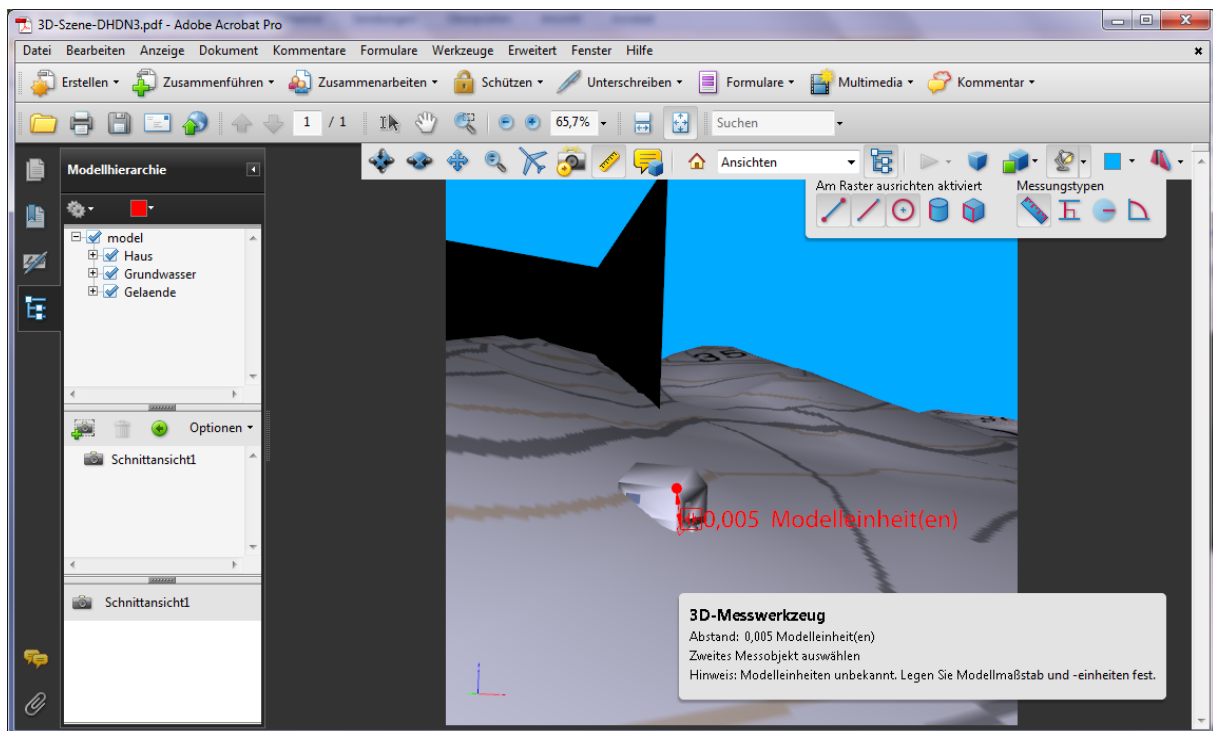 3D-Szene-DHDN3.pdf - Adobe Acrobat Pro
Datei Bearbeiten Anzeige Dokument Kommentare Formulare Werkzeuge Erweitert Fenster Hilfe
Erstellen Zusammenführen Zusammenarbeiten Schützen Unterschreiben Formulare Multimedia Kommentar
1 / 1 65,7% Suchen
Modellhierarchie
Ansichten
Am Raster ausrichten aktiviert Messungstypen
model
Haus
Grundwasser
Gelaende
35
Optionen
Schnittansicht1
0,005 Modelleinheit(en)
Schnittansicht1
3D-Messwerkzeug
Abstand: 0,005 Modelleinheit(en)
Zweites Messobjekt auswählen
Hinweis: Modelleinheiten unbekannt. Legen Sie Modellmaßstab und -einheiten fest.